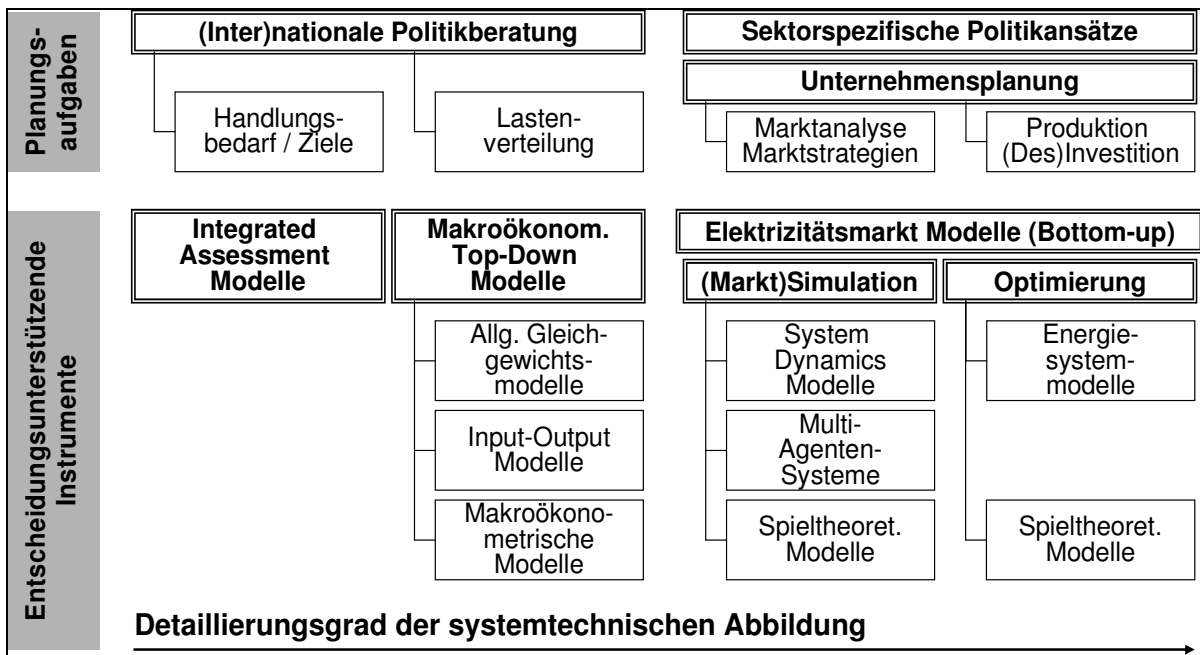 Planungs-
aufgaben
(Inter)nationale Politikberatung
Handlungs-
bedarf / Ziele
Lasten-
verteilung
Sektorspezifische Politikansätze
Unternehmensplanung
Marktanalyse
Marktstrategien
Produktion
(Des)Investition
Entscheidungsunterstützende
Instrumente
Integrated
Assessment
Modelle
Makroökonom.
Top-Down
Modelle
Allg. Gleich-
gewichts-
modelle
Input-Output
Modelle
Makroökono-
metrische
Modelle
Elektrizitätsmarkt Modelle (Bottom-up)
(Markt)Simulation
System
Dynamics
Modelle
Multi-
Agenten-
Systeme
Spieltheoret.
Modelle
Optimierung
Energie-
system-
modelle
Spieltheoret.
Modelle
Detaillierungsgrad der systemtechnischen Abbildung